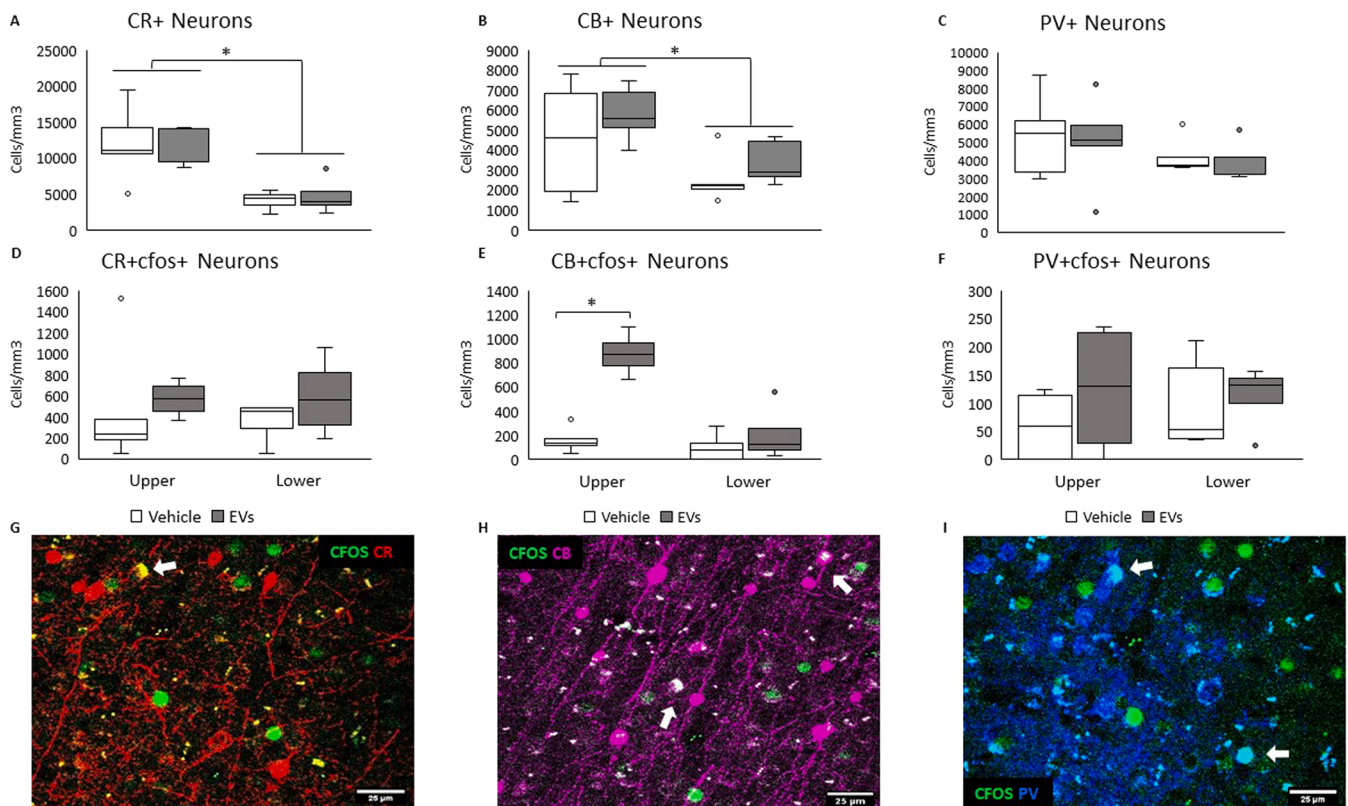 A
CR+ Neurons
Cells/mm3
25000
20000
15000
10000
5000
0
*
B
CB+ Neurons
Cells/mm3
9000
8000
7000
6000
5000
4000
3000
2000
1000
0
*
C
PV+ Neurons
Cells/mm3
10000
9000
8000
7000
6000
5000
4000
3000
2000
1000
0
D
CR+cfos+ Neurons
Cells/mm3
1600
1400
1200
1000
800
600
400
200
0
Upper Lower
Vehicle EVs
E
CB+cfos+ Neurons
Cells/mm3
1400
1200
1000
800
600
400
200
0
*
Upper Lower
Vehicle EVs
F
PV+cfos+ Neurons
Cells/mm3
300
250
200
150
100
50
0
Upper Lower
Vehicle EVs
G
CFOS CR
25 µm
H
CFOS CB
25 µm
I
CFOS PV
25 µm